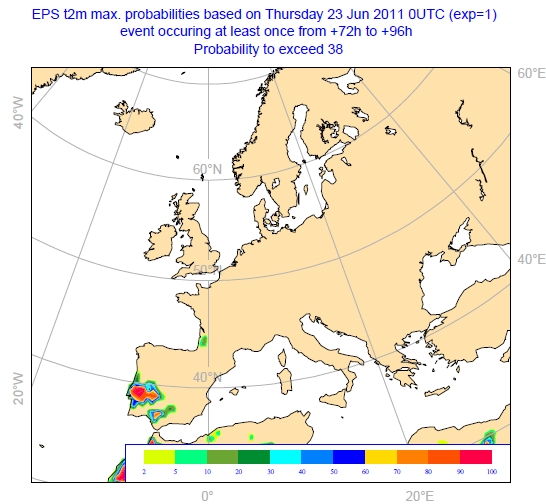 EPS t2m max. probabilities based on Thursday 23 Jun 2011 0UTC (exp=1)
event occuring at least once from +72h to +96h
Probability to exceed 38
60°E
40°W
60°N
40°E
50°N
40°N
20°W
2 5 10 20 30 40 50 60 70 80 90 100
0°
20°E